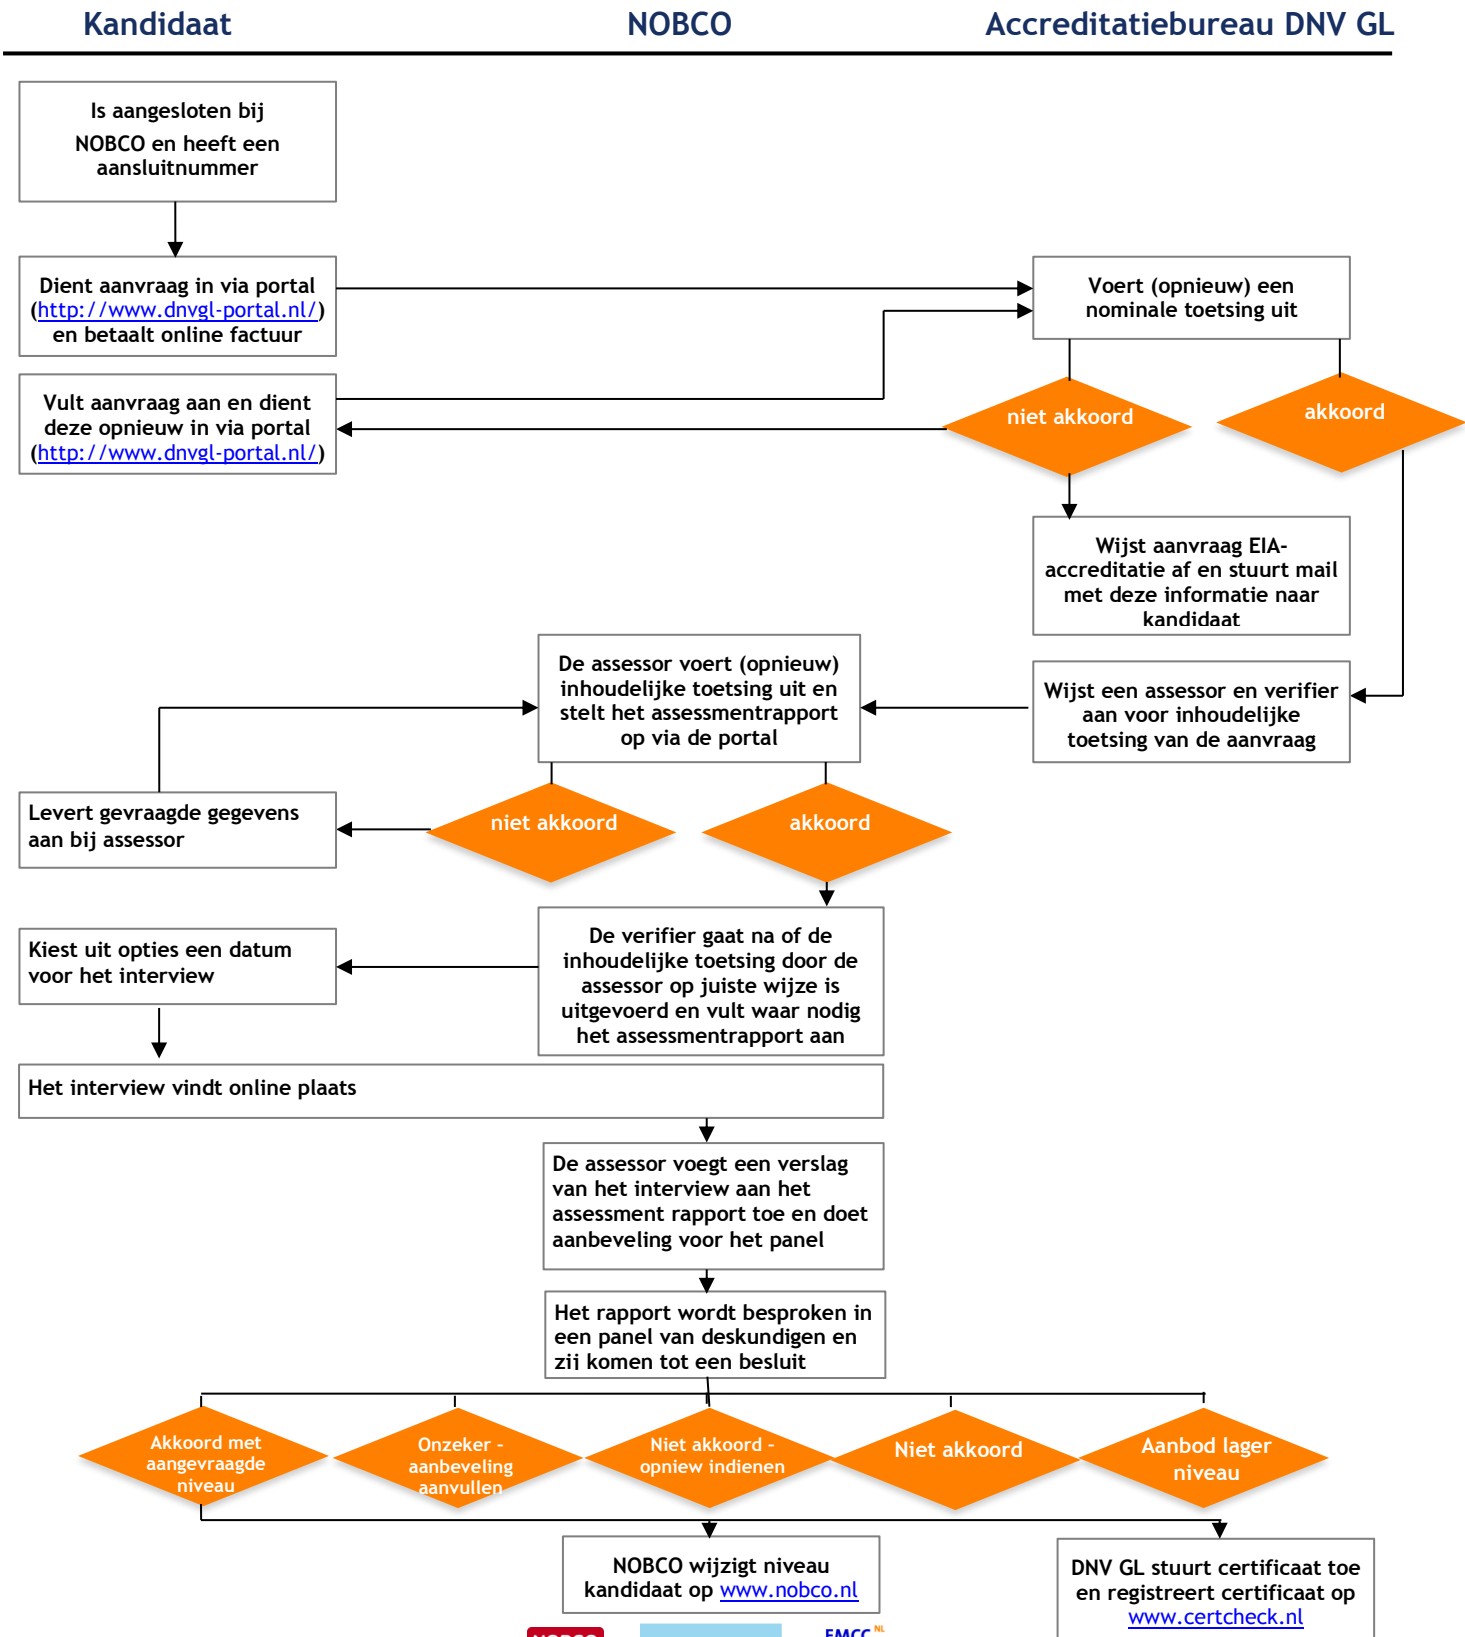 Kandidaat
NOBCO
Accreditatiebureau DNV GL
Is aangesloten bij
NOBCO en heeft een
aansluitnummer
Dient aanvraag in via portal
(http://www.dnvgl-portal.nl/)
en betaalt online factuur
Voert (opnieuw) een
nominale toetsing uit
Vult aanvraag aan en dient
deze opnieuw in via portal
(http://www.dnvgl-portal.nl/)
niet akkoord
akkoord
Wijst aanvraag EIA-
accreditatie af en stuurt mail
met deze informatie naar
kandidaat
De assessor voert (opnieuw)
inhoudelijke toetsing uit en
stelt het assessmentrapport
op via de portal
Wijst een assessor en verifier
aan voor inhoudelijke
toetsing van de aanvraag
Levert gevraagde gegevens
aan bij assessor
niet akkoord
akkoord
Kiest uit opties een datum
voor het interview
De verifier gaat na of de
inhoudelijke toetsing door de
assessor op juiste wijze is
uitgevoerd en vult waar nodig
het assessmentrapport aan
Het interview vindt online plaats
De assessor voegt een verslag
van het interview aan het
assessment rapport toe en doet
aanbeveling voor het panel
Het rapport wordt besproken in
een panel van deskundigen en
zij komen tot een besluit
Akkoord met
aangevraagde
niveau
Onzeker –
aanbeveling
aanvullen
Niet akkoord –
opniew indienen
Niet akkoord
Aanbod lager
niveau
NOBCO wijzigt niveau
kandidaat op www.nobco.nl
DNV GL stuurt certificaat toe
en registreert certificaat op
www.certcheck.nl
NOBCO
EMCC NL